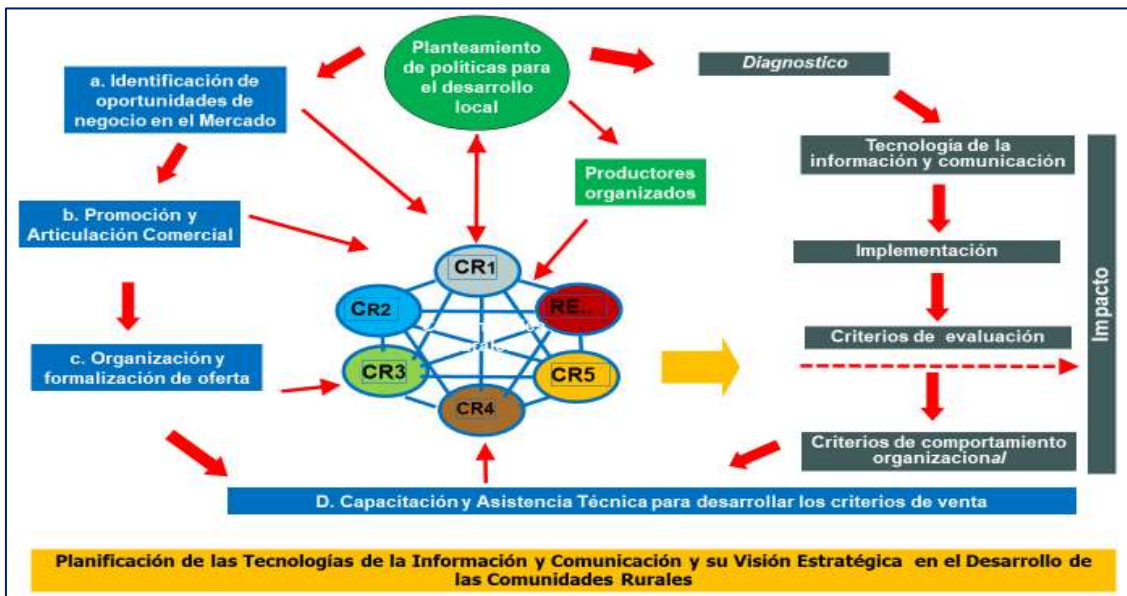 Planteamiento
de políticas para
el desarrollo
local
Diagnostico
a. Identificación de
oportunidades de
negocio en el Mercado
Tecnología de la
información y comunicación
Productores
organizados
b. Promoción y
Articulación Comercial
Implementación
CR1
CR2
RE...
Criterios de evaluación
Impacto
c. Organización y
formalización de oferta
CR3
CR5
CR4
Criterios de comportamiento
organizacional
D. Capacitación y Asistencia Técnica para desarrollar los criterios de venta
Planificación de las Tecnologías de la Información y Comunicación y su Visión Estratégica en el Desarrollo de
las Comunidades Rurales